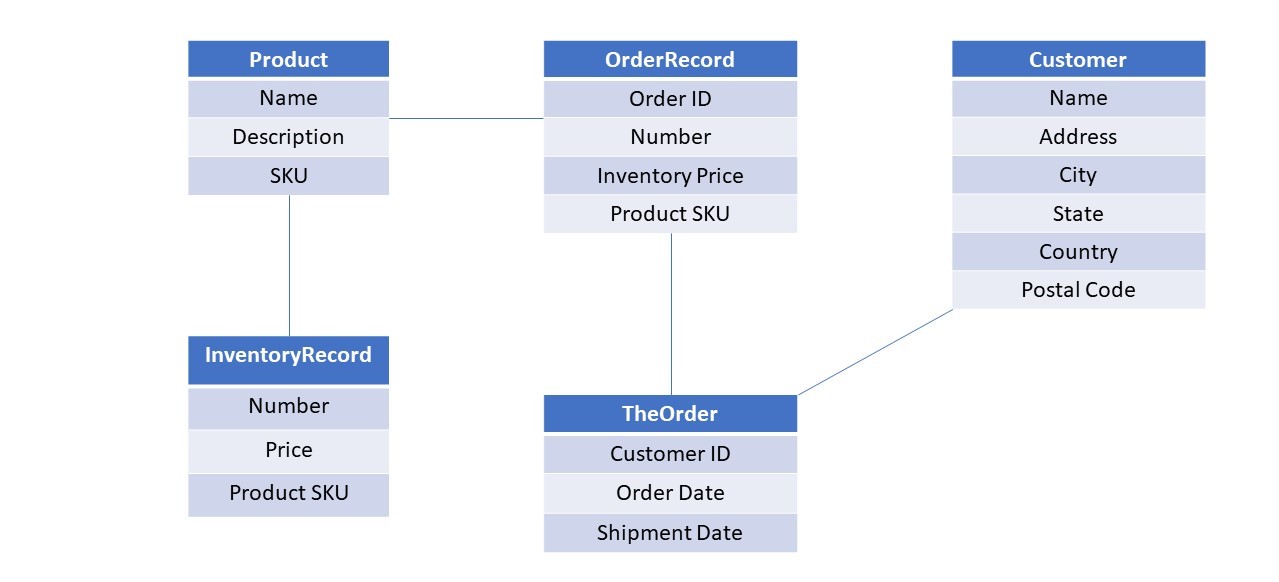 Product
Name
Description
SKU
OrderRecord
Order ID
Number
Inventory Price
Product SKU
Customer
Name
Address
City
State
Country
Postal Code
InventoryRecord
Number
Price
Product SKU
TheOrder
Customer ID
Order Date
Shipment Date